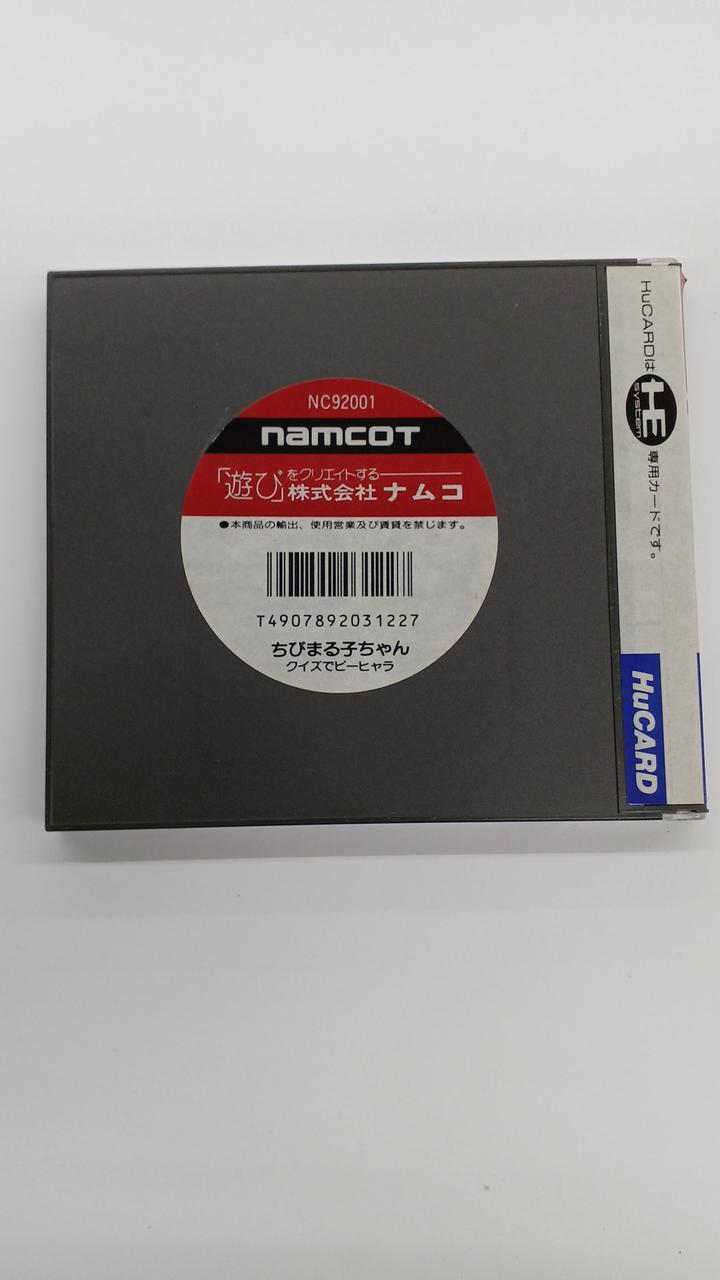 NC92001
namcot
「遊び」をクリエイトする
株式会社ナムコ
●本商品の輸出、使用営業及び賃貸を禁じます。
T4907892031227
ちびまる子ちゃん
クイズでピーヒャラ
HuCARDは HE system 専用カードです。
HuCARD